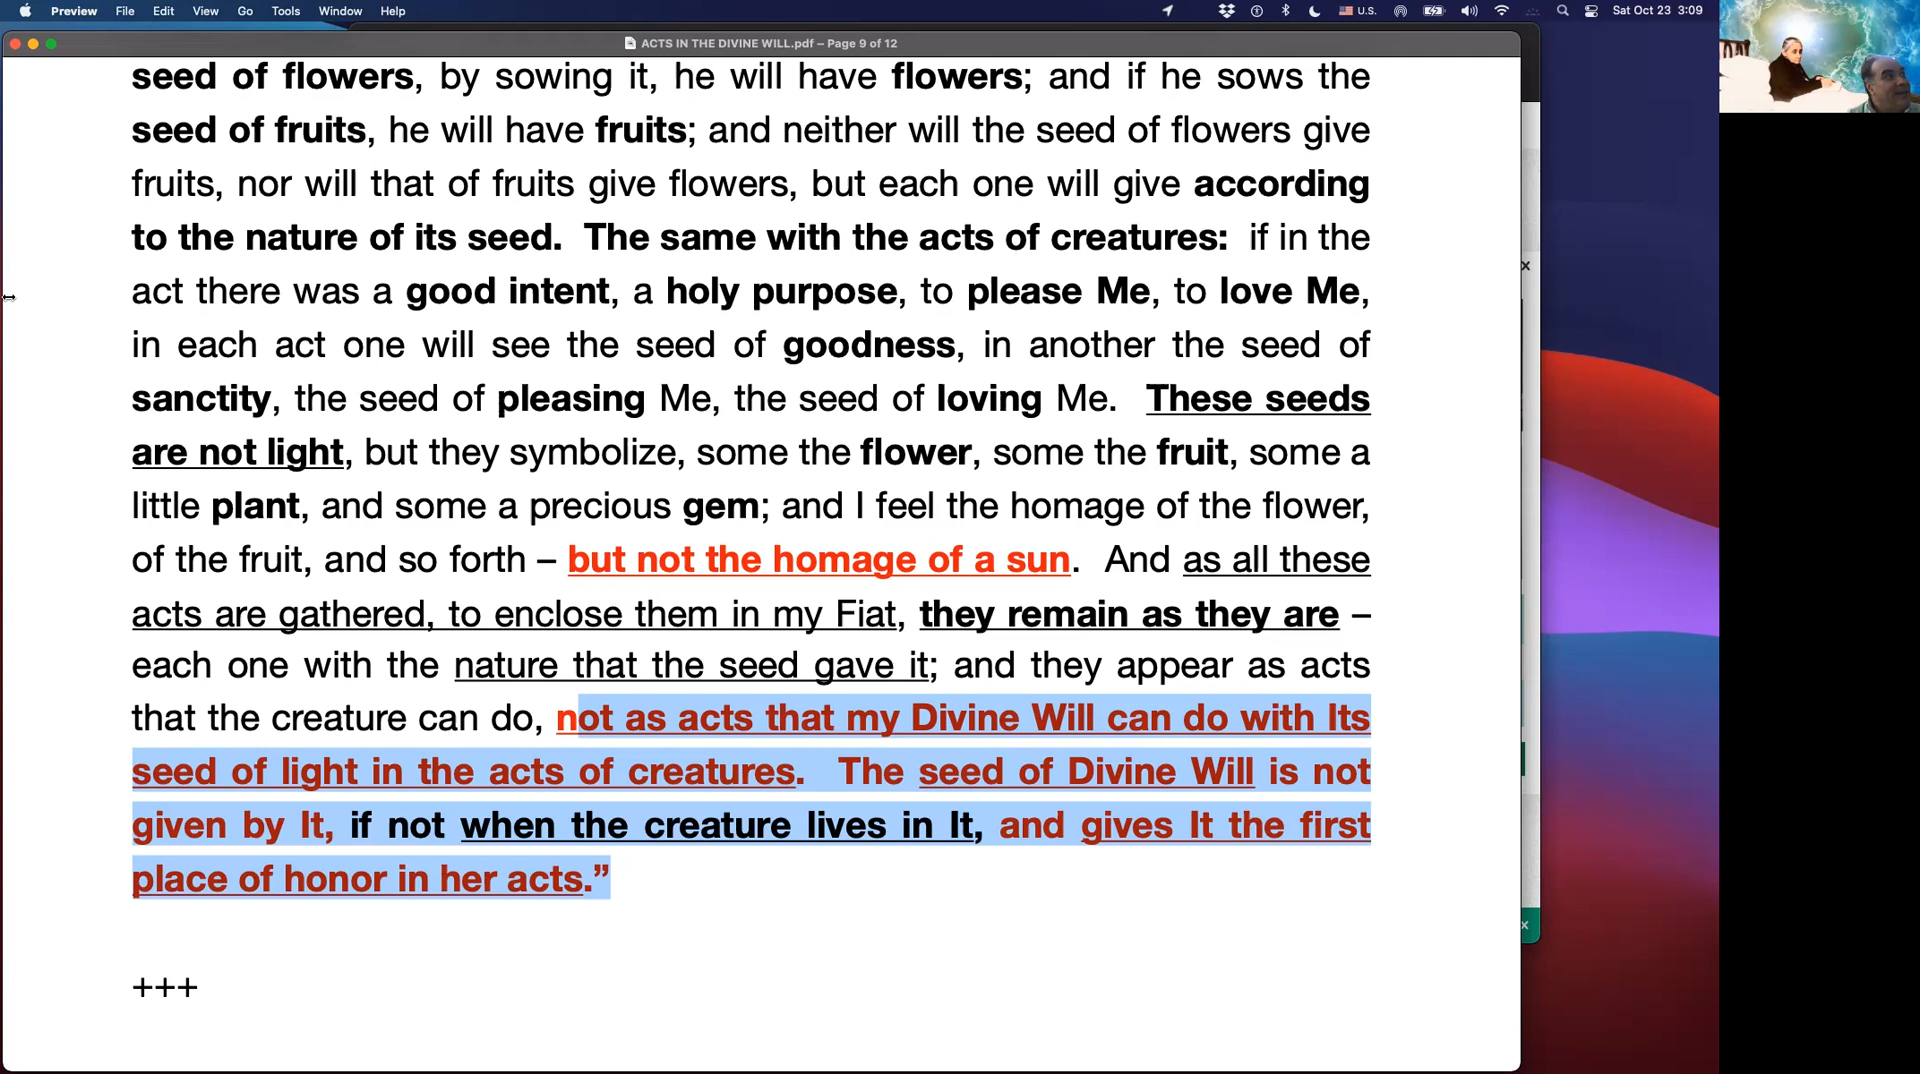 Preview File Edit View Go Tools Window Help U.S. Sat Oct 23 3:09
ACTS IN THE DIVINE WILL.pdf – Page 9 of 12
seed of flowers, by sowing it, he will have flowers; and if he sows the
seed of fruits, he will have fruits; and neither will the seed of flowers give
fruits, nor will that of fruits give flowers, but each one will give according
to the nature of its seed. The same with the acts of creatures: if in the
act there was a good intent, a holy purpose, to please Me, to love Me,
in each act one will see the seed of goodness, in another the seed of
sanctity, the seed of pleasing Me, the seed of loving Me. These seeds
are not light, but they symbolize, some the flower, some the fruit, some a
little plant, and some a precious gem; and I feel the homage of the flower,
of the fruit, and so forth – but not the homage of a sun. And as all these
acts are gathered, to enclose them in my Fiat, they remain as they are –
each one with the nature that the seed gave it; and they appear as acts
that the creature can do, not as acts that my Divine Will can do with Its
seed of light in the acts of creatures. The seed of Divine Will is not
given by It, if not when the creature lives in It, and gives It the first
place of honor in her acts.”
+++